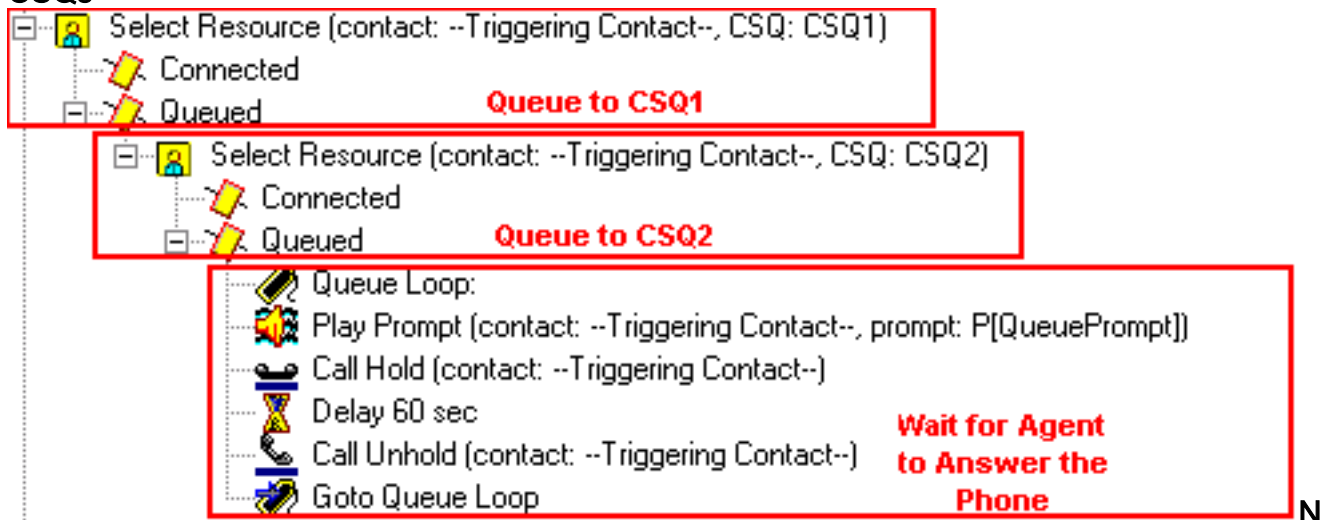 CSQs
Select Resource (contact: --Triggering Contact--, CSQ: CSQ1)
Connected
Queued
Queue to CSQ1
Select Resource (contact: --Triggering Contact--, CSQ: CSQ2)
Connected
Queued
Queue to CSQ2
Queue Loop:
Play Prompt (contact: --Triggering Contact--, prompt: P[QueuePrompt])
Call Hold (contact: --Triggering Contact--)
Delay 60 sec
Call Unhold (contact: --Triggering Contact--)
Goto Queue Loop
Wait for Agent
to Answer the
Phone
N